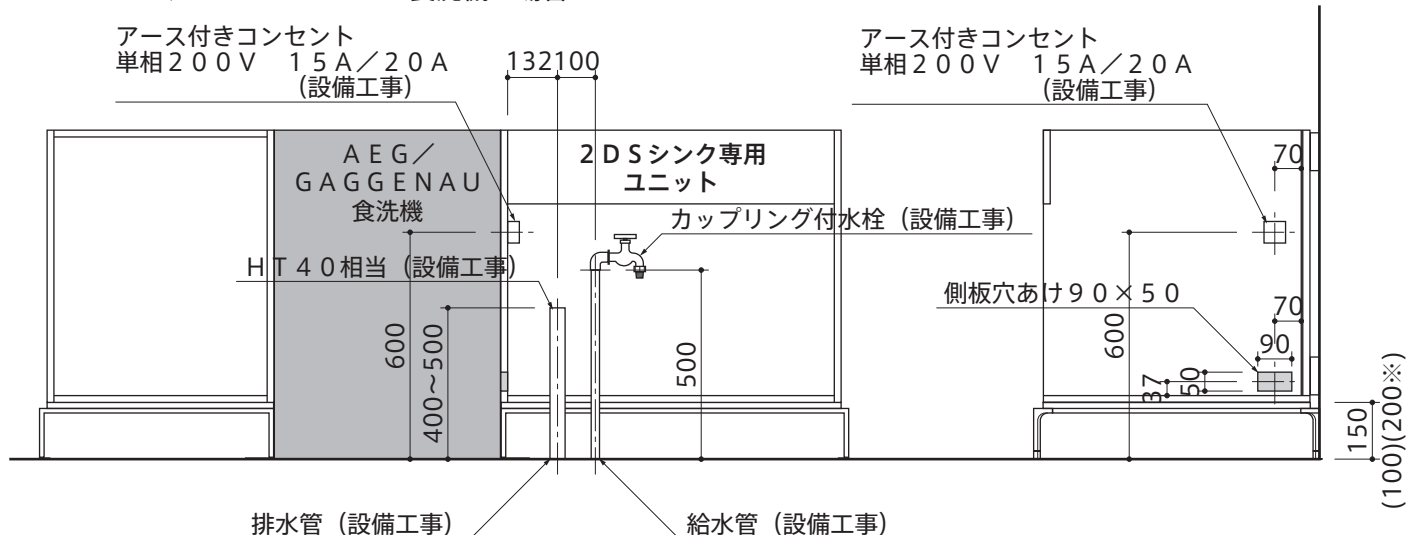 アース付きコンセント
単相２００Ｖ　１５Ａ／２０Ａ
(設備工事)
アース付きコンセント
単相２００Ｖ　１５Ａ／２０Ａ
(設備工事)
132
100
ＡＥＧ／
ＧＡＧＧＥＮＡＵ
食洗機
２ＤＳシンク専用
ユニット
70
カップリング付水栓（設備工事）
ＨＴ４０相当（設備工事）
側板穴あけ９０×５０
600
400~500
500
600
70
90
37
50
150
(100)(200※)
排水管（設備工事）
給水管（設備工事）